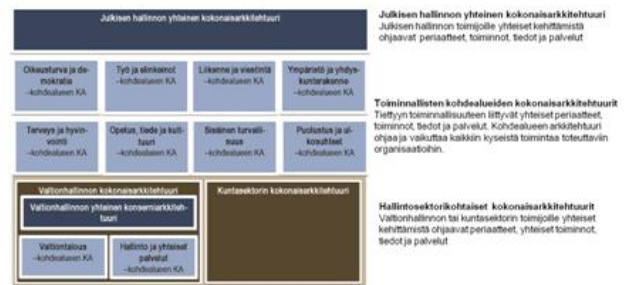 Julkisen hallinnon yhteinen kokonaisarkkitehtuuri
Oikeusturva ja de-
mokratia
–kohdealueen KA
Työ ja elinkeinot
–kohdealueen KA
Liikenne ja viestintä
–kohdealueen KA
Ympäristö ja yhdys-
kuntarakenne
–kohdealueen KA
Terveys ja hyvin-
vointi
–kohdealueen KA
Opetus, tiede ja kult-
tuuri
–kohdealueen KA
Sisäinen turvalli-
suus
–kohdealueen KA
Puolustus ja ul-
kosuhteet
–kohdealueen KA
Valtionhallinnon kokonaisarkkitehtuuri
Valtionhallinnon yhteinen konserniarkkiteh-
tuuri
Valtiontalous
–kohdealueen KA
Hallinto ja yhteiset
palvelut
–kohdealueen KA
Kuntasektorin kokonaisarkkitehtuuri
Julkisen hallinnon yhteinen kokonaisarkkitehtuuri
Julkisen hallinnon toimijoille yhteiset kehittämistä
ohjaavat periaatteet, toiminnot, tiedot ja palvelut
Toiminnallisten kohdealueiden kokonaisarkkitehtuurit
Tiettyyn toiminnallisuuteen liittyvät yhteiset periaatteet,
toiminnot, tiedot ja palvelut. Kohdealueen arkkitehtuuri
ohjaa ja vaikuttaa kaikkiin kyseistä toimintaa toteuttaviin
organisaatioihin.
Hallintosektorikohtaiset kokonaisarkkitehtuurit
Valtionhallinnon tai kuntasektorin toimijoille yhteiset
kehittämistä ohjaavat periaatteet, yhteiset toiminnot,
tiedot ja palvelut